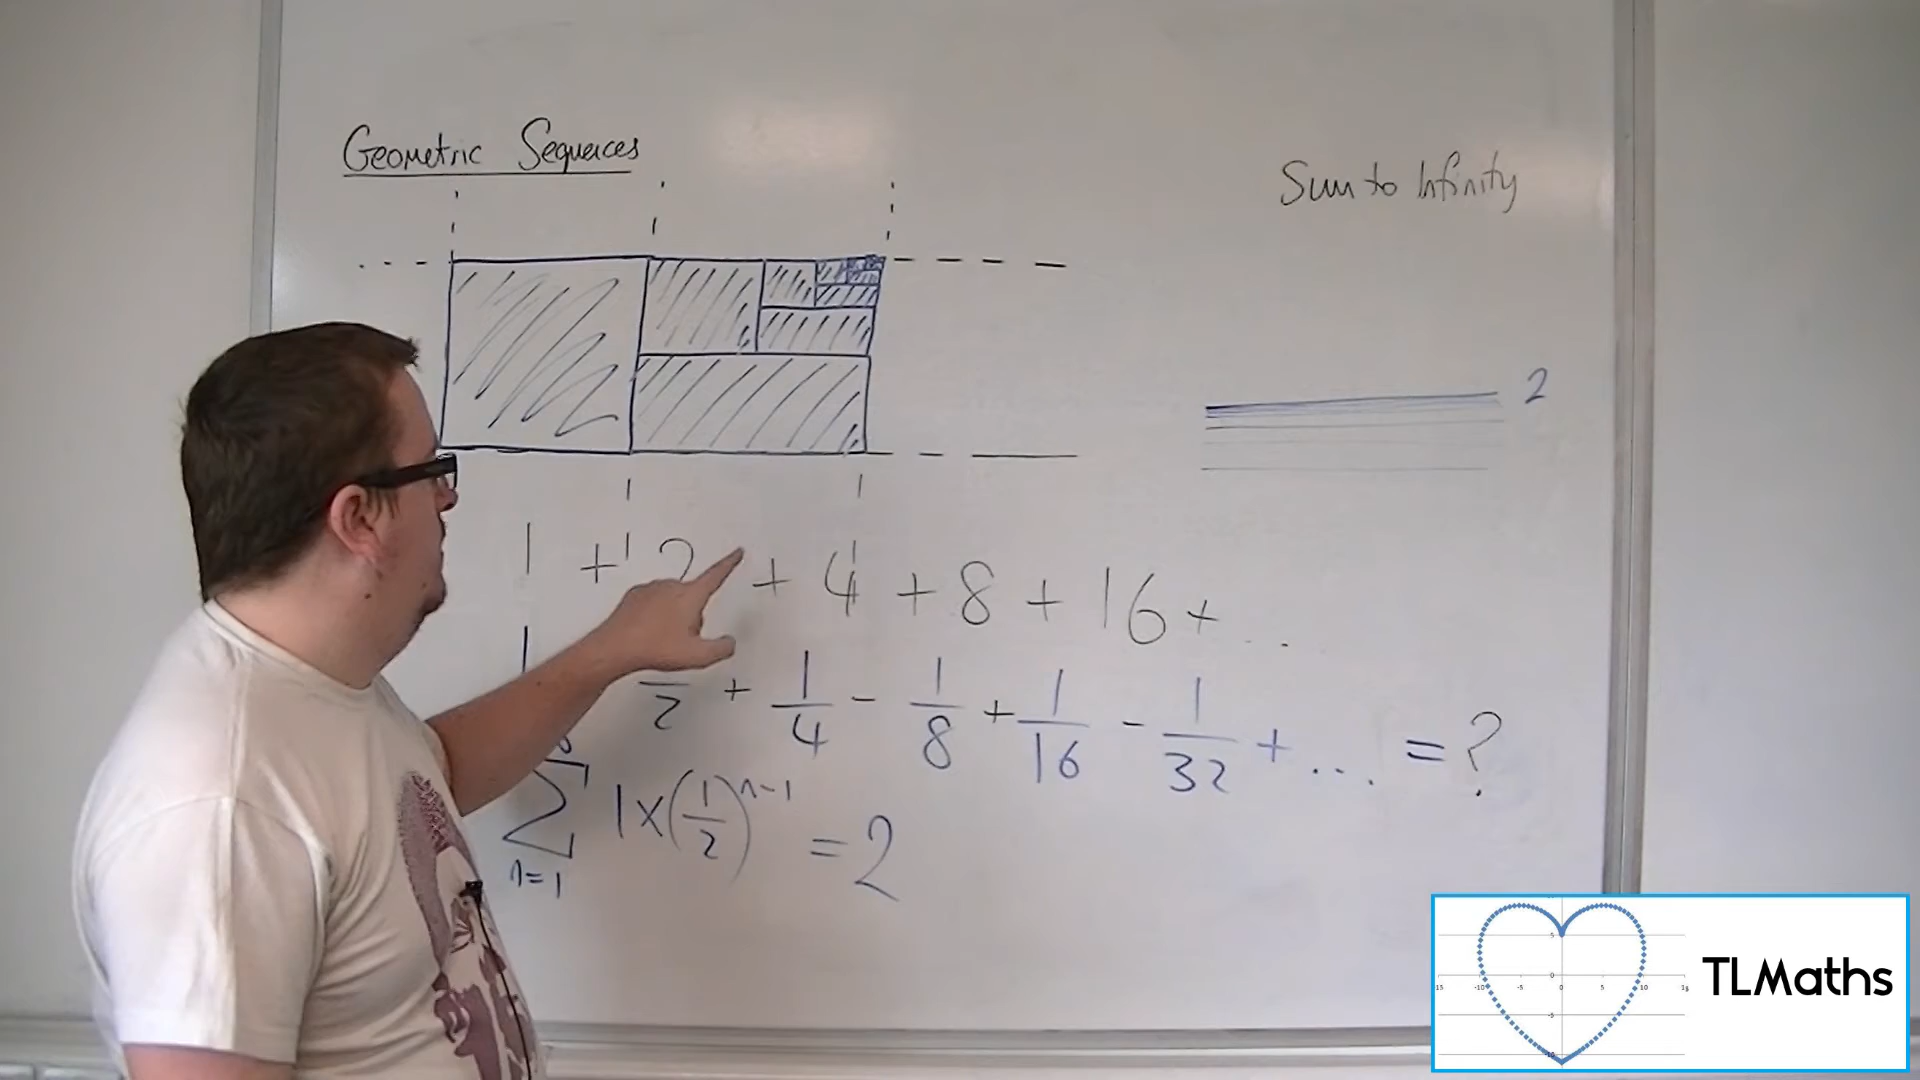 Geometric Sequences
Sum to Infinity
2
1 + 2 + 4 + 8 + 16 + ...
1 2 + 1/4 - 1/8 + 1/16 - 1/32 + ... = ?
∞
∑ 1×(1/2)ⁿ⁻¹ = 2
n=1
TLMaths